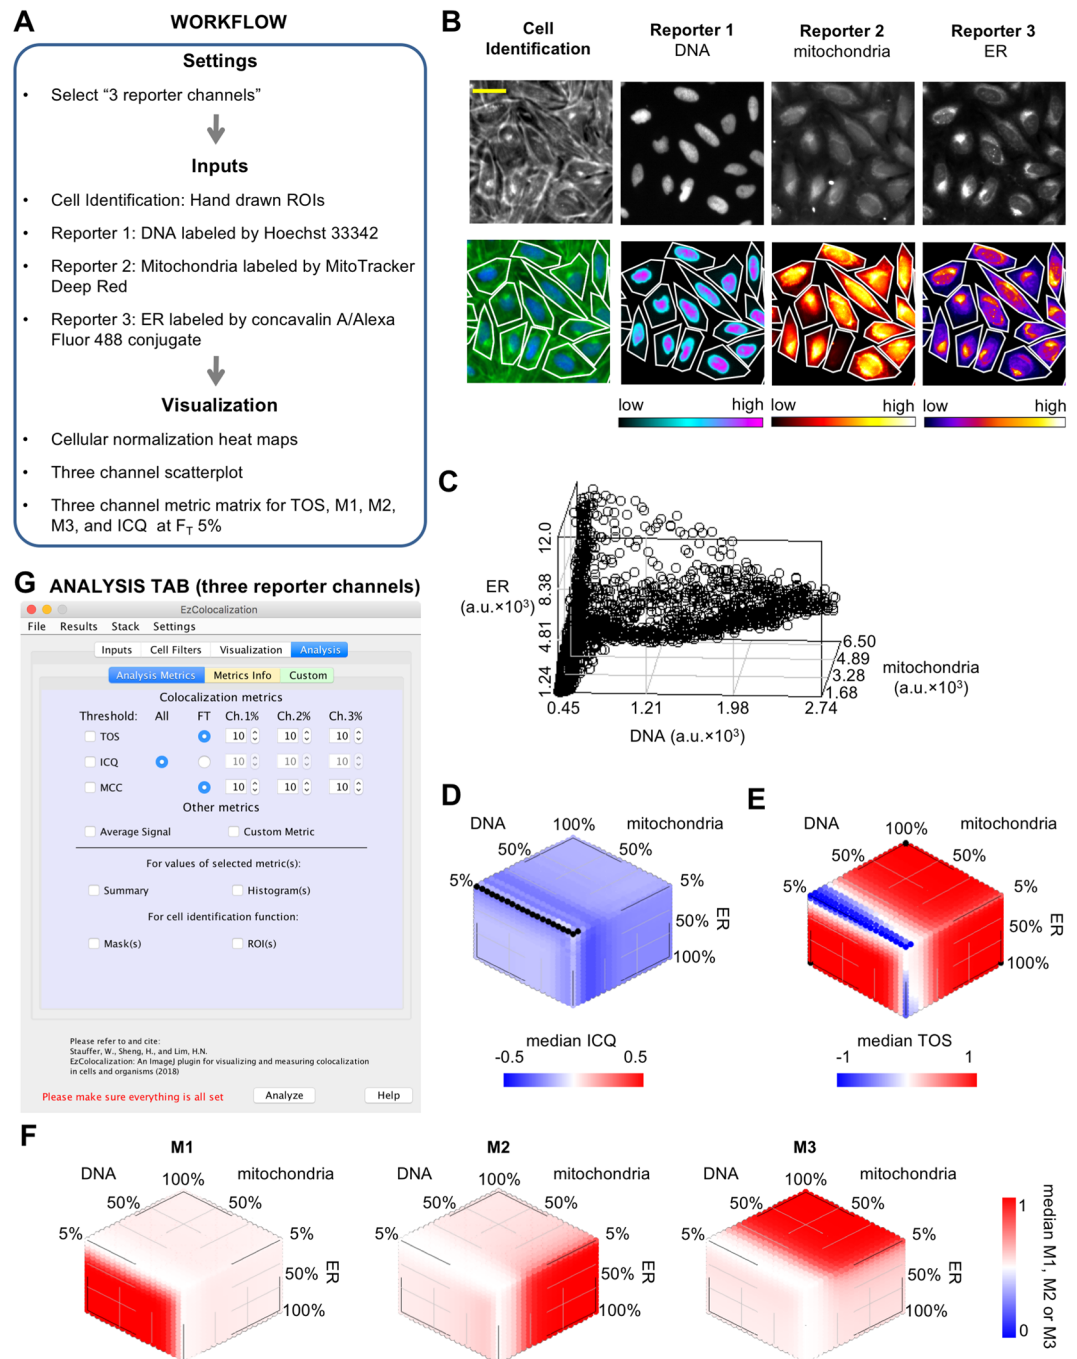 A
WORKFLOW
Settings
• Select “3 reporter channels”
Inputs
• Cell Identification: Hand drawn ROIs
• Reporter 1: DNA labeled by Hoechst 33342
• Reporter 2: Mitochondria labeled by MitoTracker
Deep Red
• Reporter 3: ER labeled by concavalin A/Alexa
Fluor 488 conjugate
Visualization
• Cellular normalization heat maps
• Three channel scatterplot
• Three channel metric matrix for TOS, M1, M2,
M3, and ICQ at FT 5%
B
Cell
Identification
Reporter 1
DNA
Reporter 2
mitochondria
Reporter 3
ER
low high
low high
low high
C
ER
(a.u.×10³)
12.0
8.38
4.81
1.24
0.45 1.21 1.98 2.74
DNA (a.u.×10³)
6.50
4.89
3.28
1.68
mitochondria
(a.u.×10³)
G ANALYSIS TAB (three reporter channels)
EzColocalization
File Results Stack Settings
Inputs Cell Filters Visualization Analysis
Analysis Metrics Metrics Info Custom
Colocalization metrics
Threshold: All FT Ch.1% Ch.2% Ch.3%
TOS 10 10 10
ICQ 10 10 10
MCC 10 10 10
Other metrics
Average Signal Custom Metric
For values of selected metric(s):
Summary Histogram(s)
For cell identification function:
Mask(s) ROI(s)
Please refer to and cite:
Stauffer, W., Sheng, H., and Lim, H.N.
EzColocalization: An ImageJ plugin for visualizing and measuring colocalization
in cells and organisms (2018)
Please make sure everything is all set Analyze Help
D
DNA 100% mitochondria
50% 50%
5% 5%
50% ER
100%
median ICQ
-0.5 0.5
E
DNA 100% mitochondria
50% 50%
5% 5%
50% ER
100%
median TOS
-1 1
F
M1
DNA 100% mitochondria
50% 50%
5% 5%
50% ER
100%
M2
DNA 100% mitochondria
50% 50%
5% 5%
50% ER
100%
M3
DNA 100% mitochondria
50% 50%
5% 5%
50% ER
100%
1
0
median M1, M2 or M3